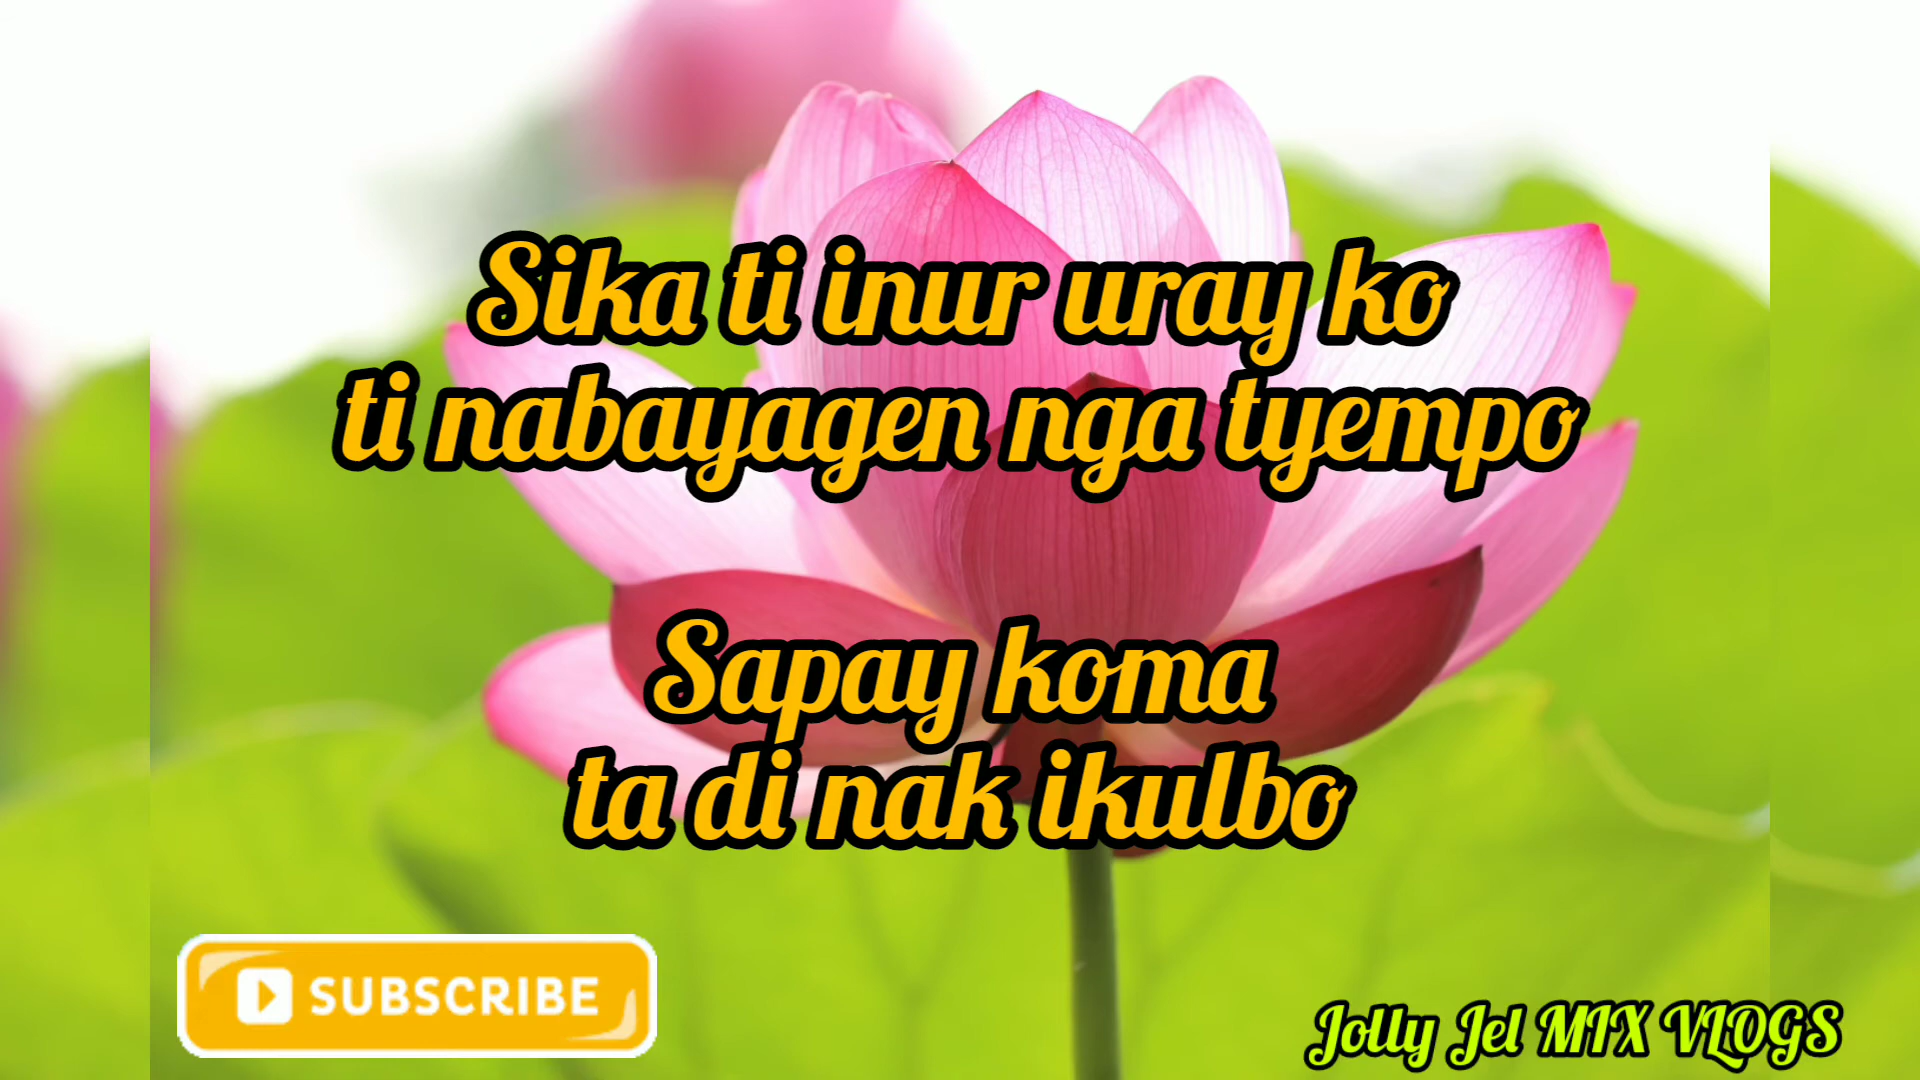 Sika ti inur uray ko
ti nabayagen nga tyempo
Sapay koma
ta di nak ikulbo
SUBSCRIBE
Jolly Jel MIX VLOGS